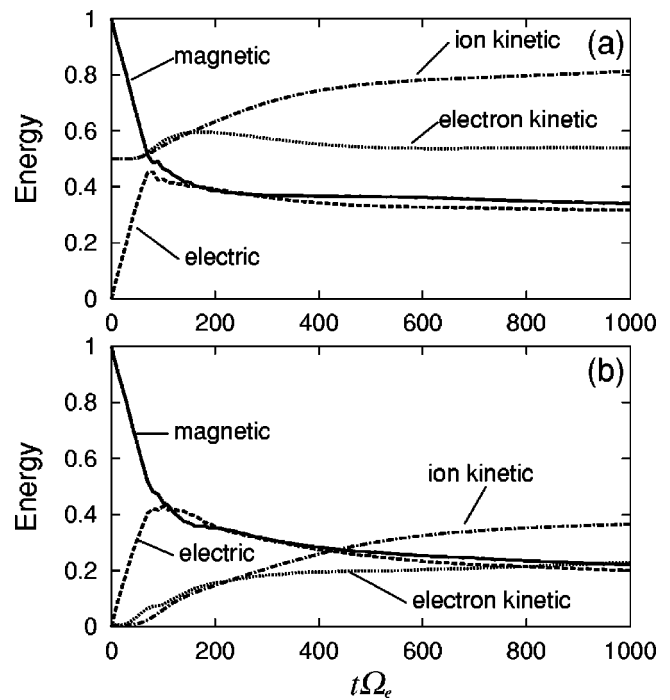 1
0.8
0.6
0.4
0.2
0
Energy
(a)
magnetic
ion kinetic
electron kinetic
electric
0 200 400 600 800 1000
1
0.8
0.6
0.4
0.2
0
Energy
(b)
magnetic
ion kinetic
electric
electron kinetic
0 200 400 600 800 1000
tΩe